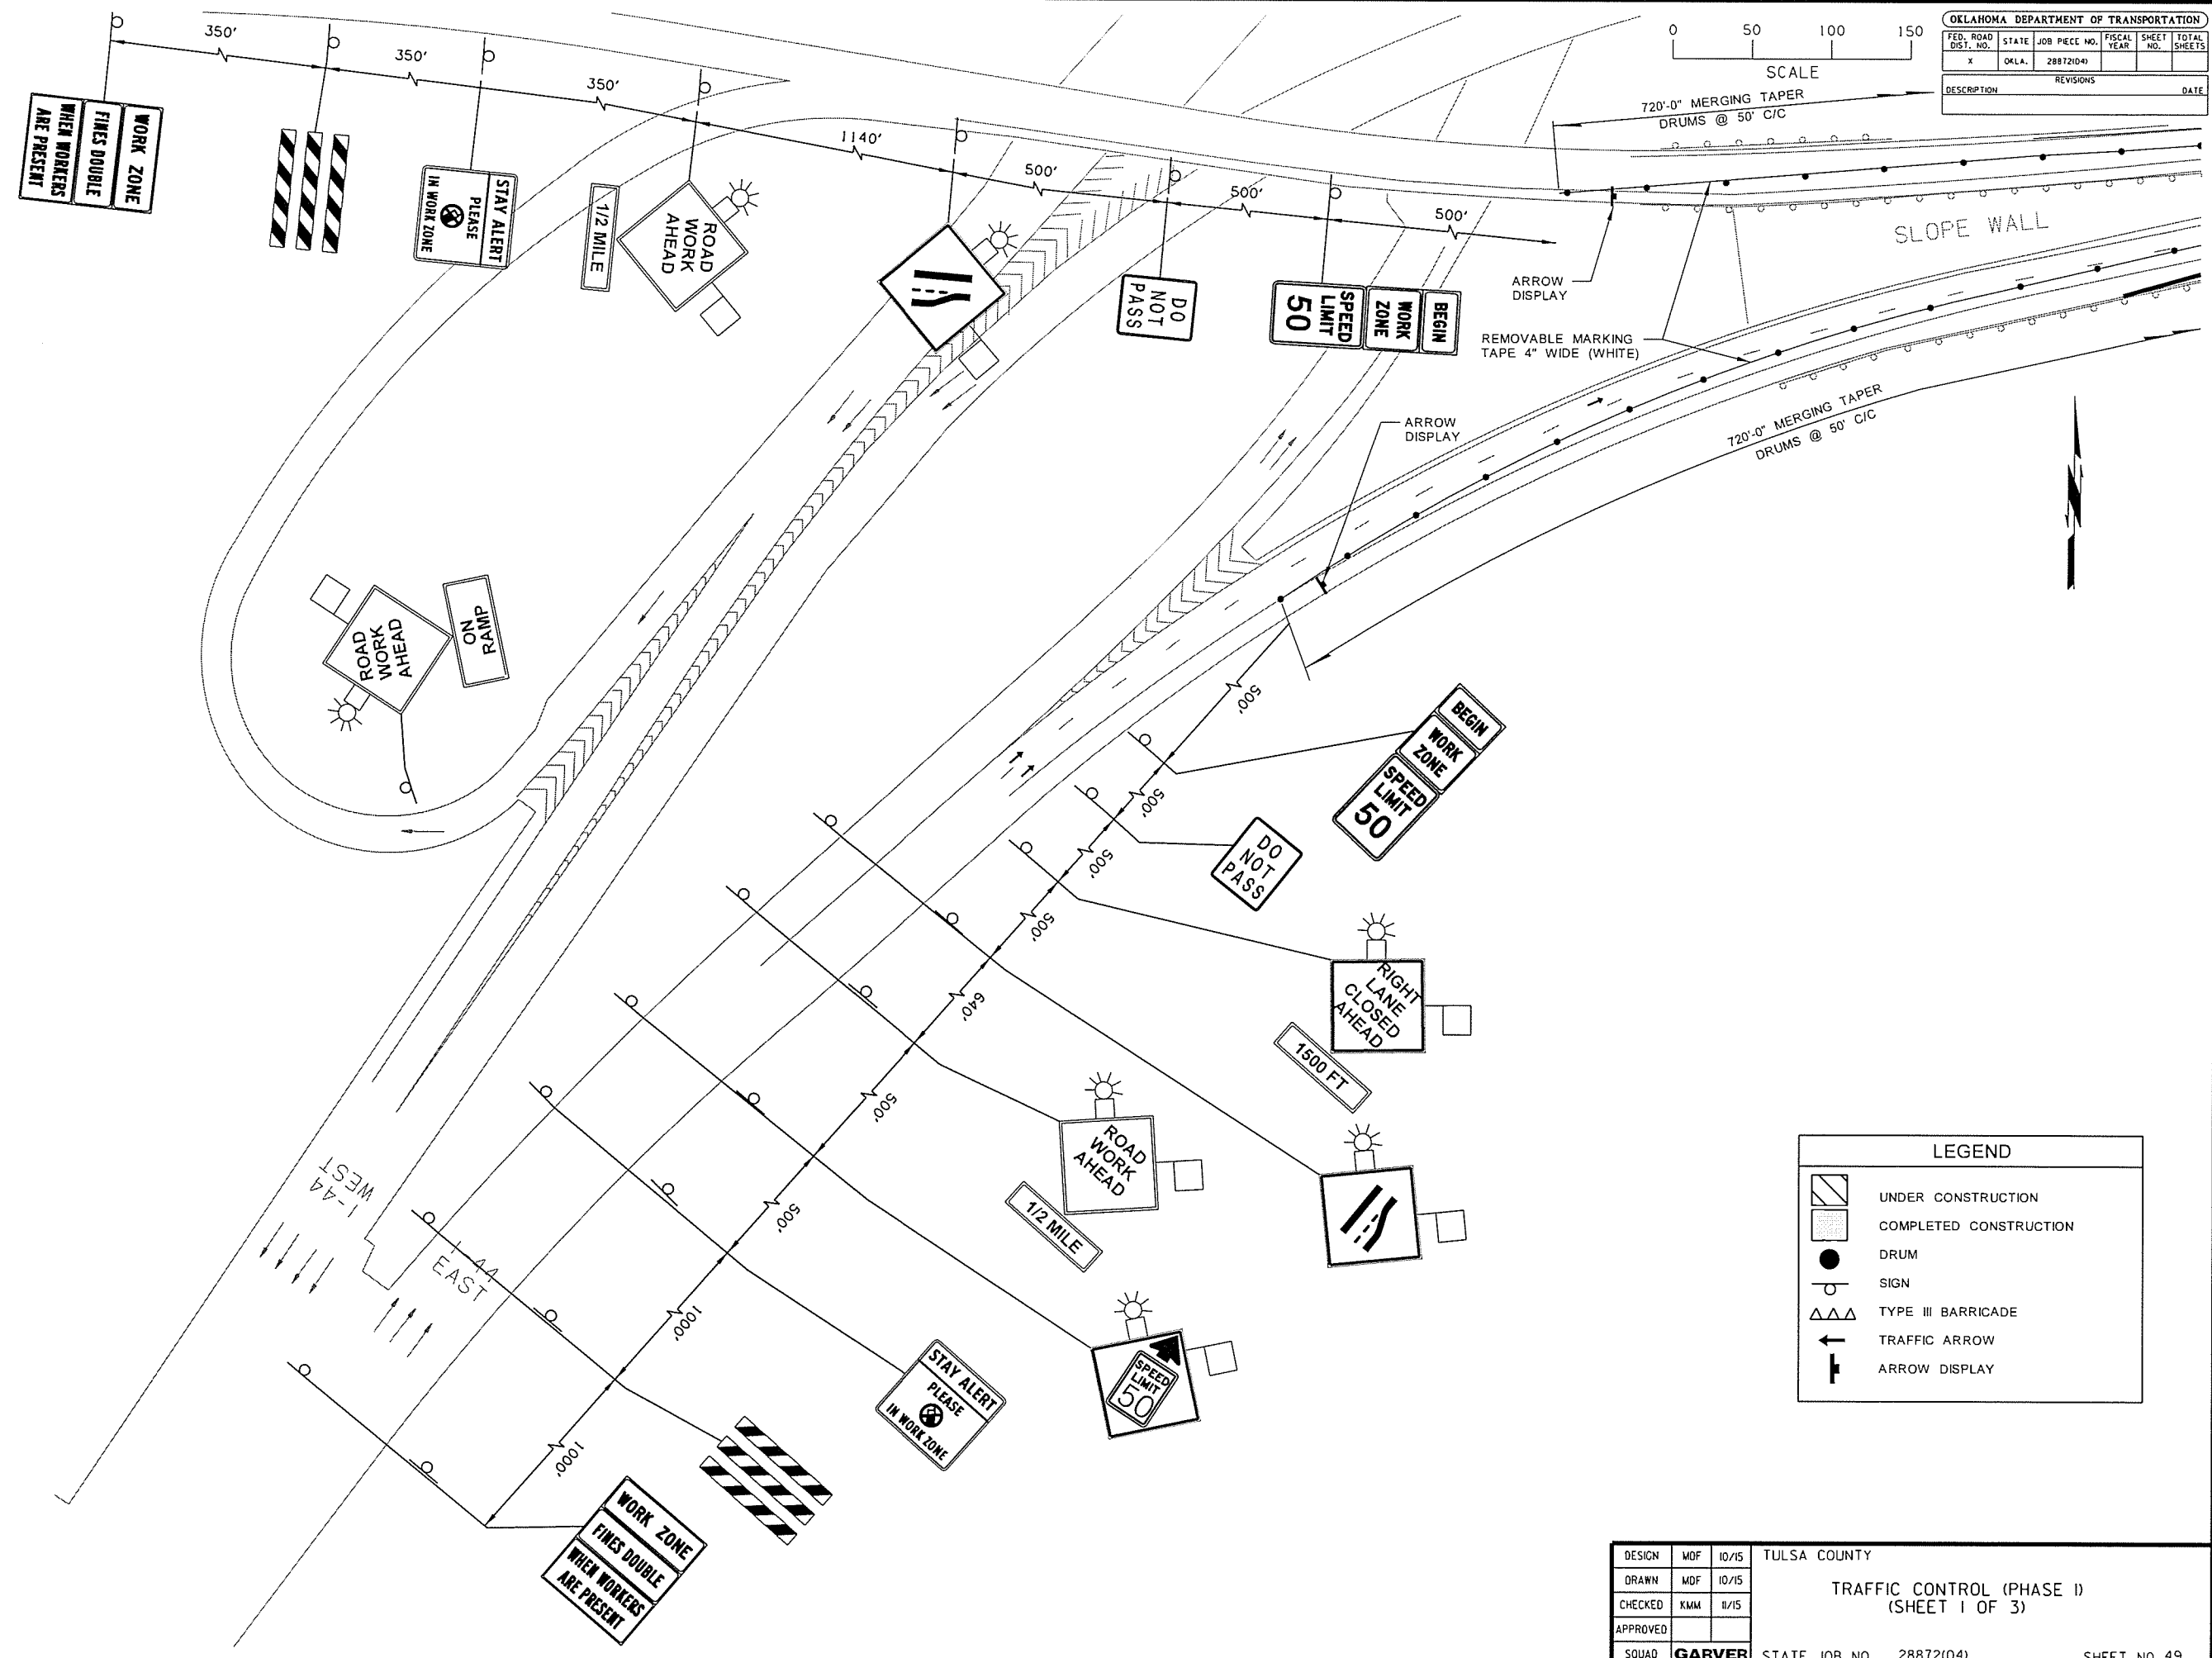 350'
350'
350'
1140'
500'
500'
500'
0 50 100 150
SCALE
OKLAHOMA DEPARTMENT OF TRANSPORTATION
FED. ROAD DIST. NO. STATE JOB PIECE NO. FISCAL YEAR SHEET NO. TOTAL SHEETS
X OKLA. 28872(04)
REVISIONS
DESCRIPTION DATE
720'-0" MERGING TAPER
DRUMS @ 50' C/C
WORK ZONE
FINES DOUBLE
WHEN WORKERS
ARE PRESENT
STAY ALERT
PLEASE
IN WORK ZONE
1/2 MILE
ROAD
WORK
AHEAD
DO
NOT
PASS
BEGIN
WORK
ZONE
SPEED
LIMIT
50
ARROW
DISPLAY
SLOPE WALL
REMOVABLE MARKING
TAPE 4" WIDE (WHITE)
ARROW
DISPLAY
720'-0" MERGING TAPER
DRUMS @ 50' C/C
N
ROAD
WORK
AHEAD
ON
RAMP
500'
500'
500'
500'
640'
500'
500'
1000'
1000'
BEGIN
WORK
ZONE
SPEED
LIMIT
50
DO
NOT
PASS
RIGHT
LANE
CLOSED
AHEAD
1500 FT
ROAD
WORK
AHEAD
1/2 MILE
SPEED
LIMIT
50
STAY ALERT
PLEASE
IN WORK ZONE
WORK ZONE
FINES DOUBLE
WHEN WORKERS
ARE PRESENT
I-44
WEST
I-44
EAST
LEGEND
UNDER CONSTRUCTION
COMPLETED CONSTRUCTION
DRUM
SIGN
TYPE III BARRICADE
TRAFFIC ARROW
ARROW DISPLAY
DESIGN MDF 10/15
DRAWN MDF 10/15
CHECKED KMM 11/15
APPROVED
SQUAD GARVER
TULSA COUNTY
TRAFFIC CONTROL (PHASE I)
(SHEET 1 OF 3)
STATE JOB NO. 28872(04) SHEET NO. 49